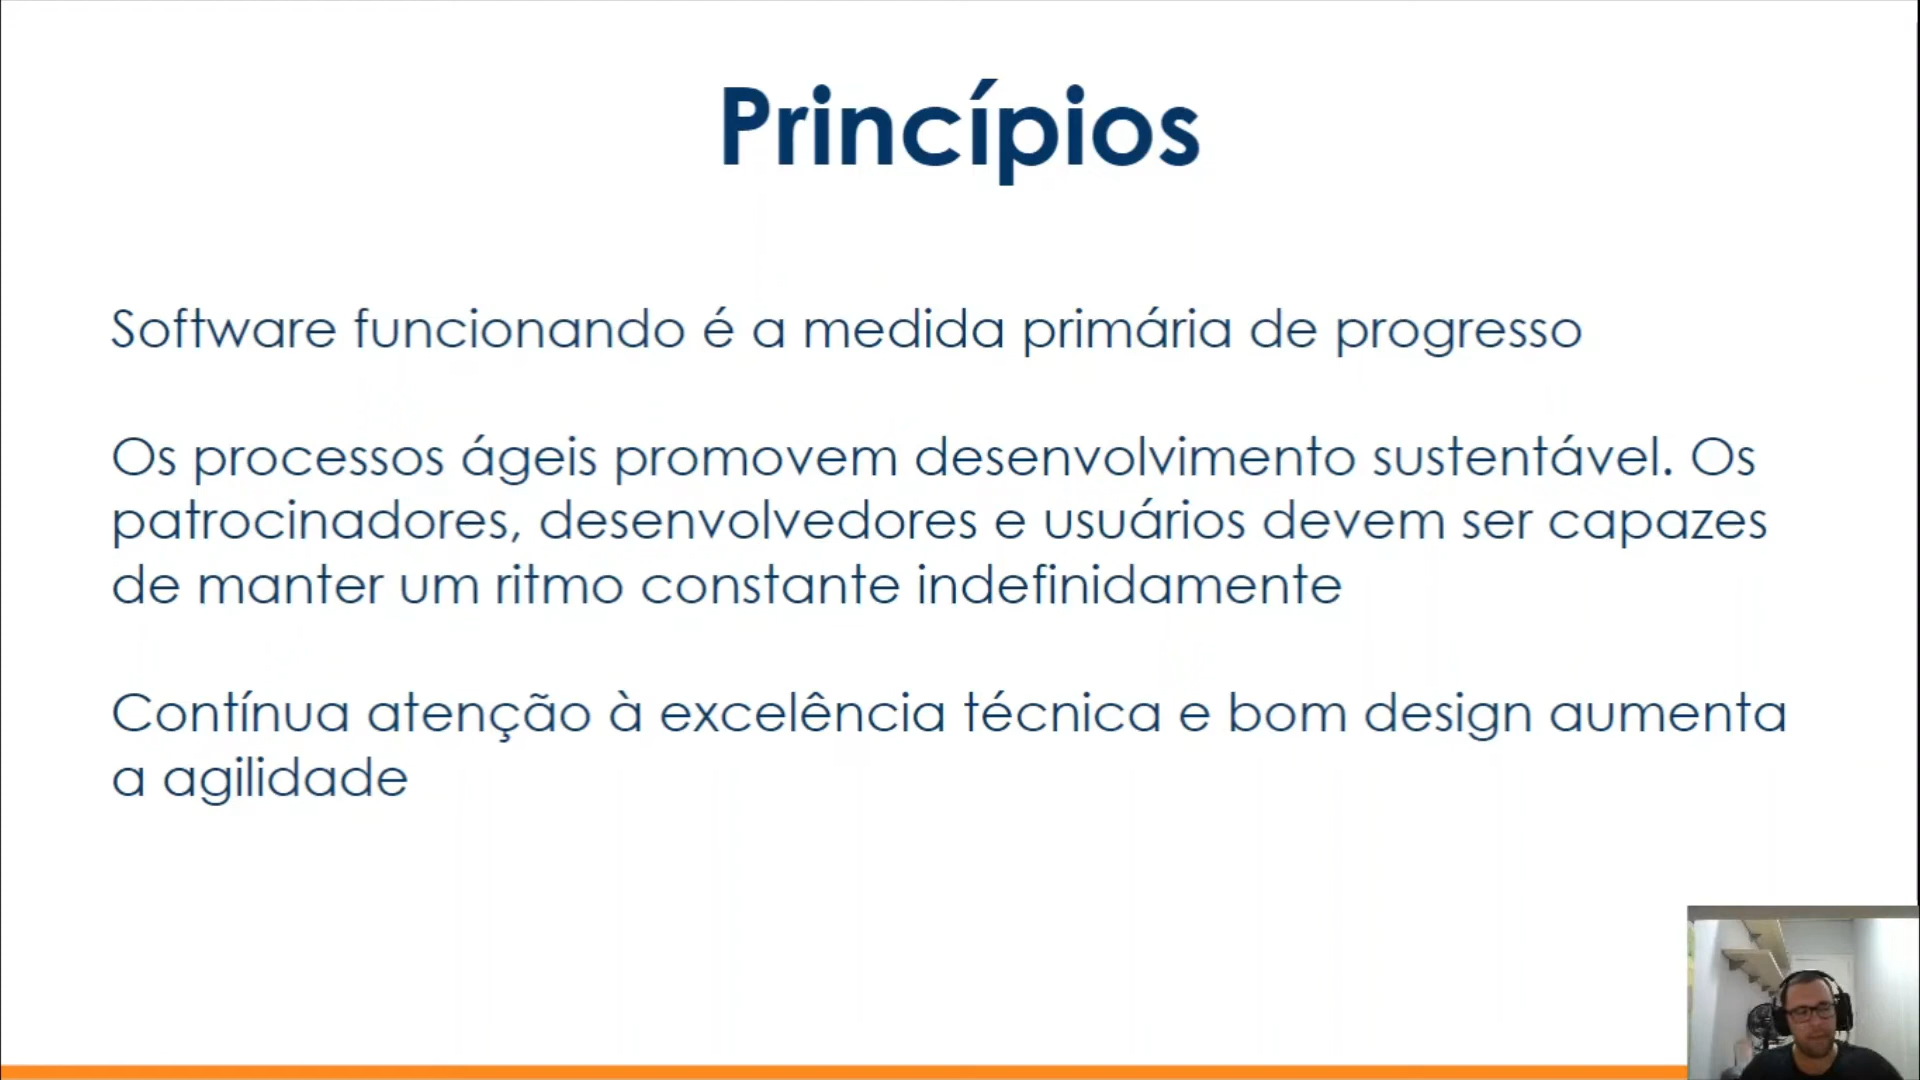 Princípios
Software funcionando é a medida primária de progresso
Os processos ágeis promovem desenvolvimento sustentável. Os
patrocinadores, desenvolvedores e usuários devem ser capazes
de manter um ritmo constante indefinidamente
Contínua atenção à excelência técnica e bom design aumenta
a agilidade